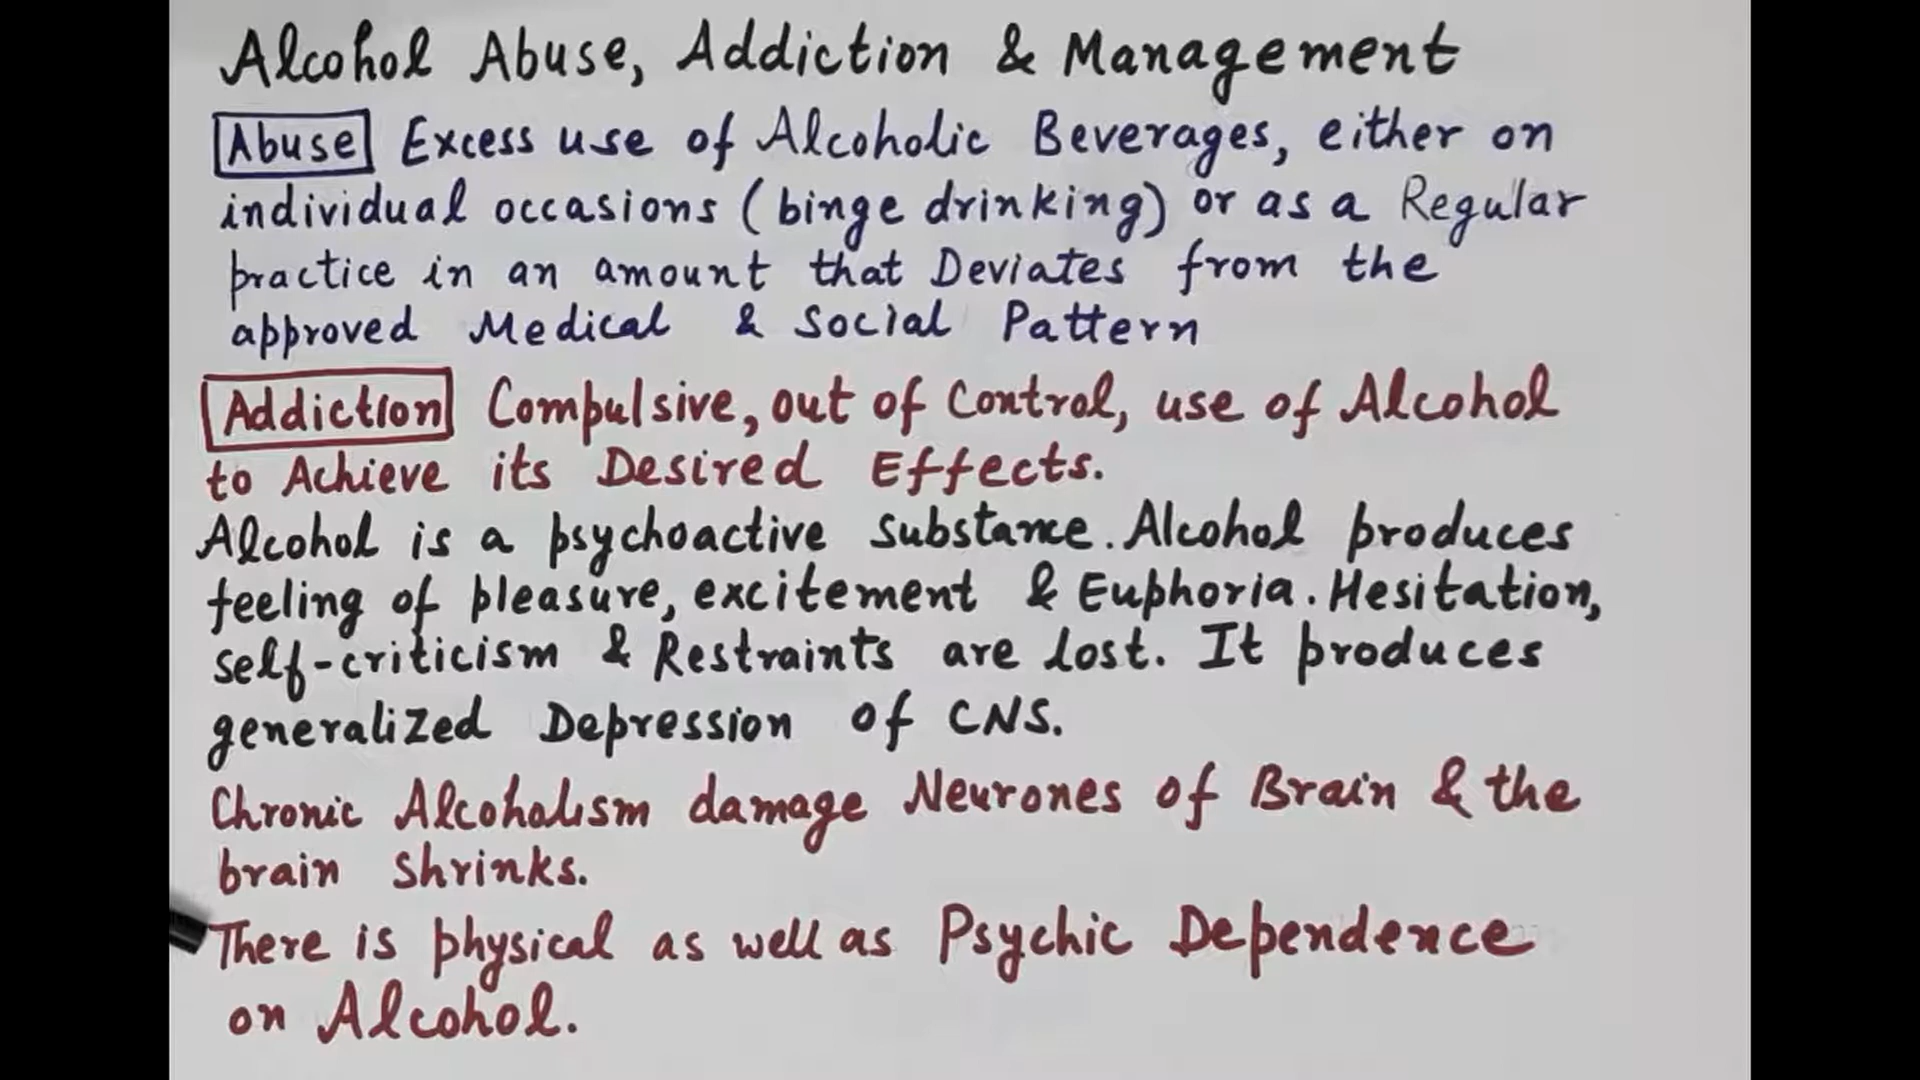 Alcohol Abuse, Addiction & Management
Abuse Excess use of Alcoholic Beverages, either on
individual occasions (binge drinking) or as a Regular
practice in an amount that Deviates from the
approved Medical & Social Pattern
Addiction Compulsive, out of Control, use of Alcohol
to Achieve its Desired Effects.
Alcohol is a psychoactive Substance. Alcohol produces
feeling of pleasure, excitement & Euphoria. Hesitation,
self-criticism & Restraints are lost. It produces
generalized Depression of CNS.
Chronic Alcoholism damage Neurones of Brain & the
brain Shrinks.
There is physical as well as Psychic Dependence
on Alcohol.